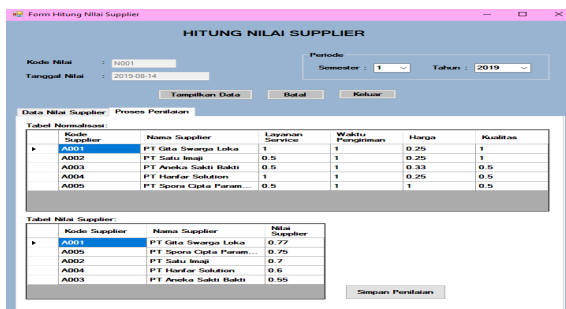 Form Hitung NIlai Supplier
HITUNG NILAI SUPPLIER
Periode
Kode Nilai : N001
Semester : 1 Tahun : 2019
Tanggal Nilai : 2019-08-14
Tampilkan Data Batal Keluar
Data Nilai Supplier Proses Penilaian
Tabel Normalisasi:
Kode Supplier Nama Supplier Layanan Service Waktu Pengiriman Harga Kualitas
A001 PT Gita Swarga Loka 1 1 0.25 1
A002 PT Satu Imaji 0.5 1 0.25 1
A003 PT Aneka Sakti Bakti 0.5 1 0.33 0.5
A004 PT Hanfar Solution 1 1 0.25 0.5
A005 PT Spora Cipta Param... 0.5 1 1 0.5
Tabel Nilai Supplier:
Kode Supplier Nama Supplier Nilai Supplier
A001 PT Gita Swarga Loka 0.77
A005 PT Spora Cipta Param... 0.75
A002 PT Satu Imaji 0.7
A004 PT Hanfar Solution 0.6
A003 PT Aneka Sakti Bakti 0.55
Simpan Penilaian